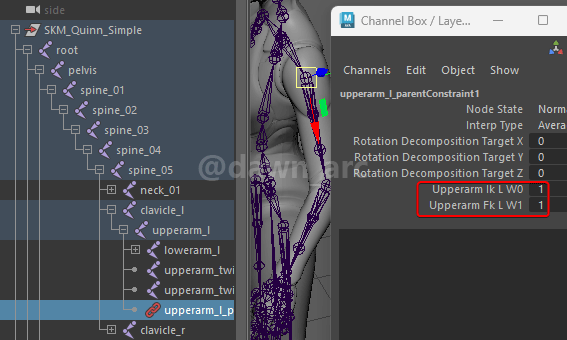 side
SKM_Quinn_Simple
root
pelvis
spine_01
spine_02
spine_03
spine_04
spine_05
neck_01
clavicle_l
upperarm_l
lowerarm_l
upperarm_twi
upperarm_twi
upperarm_l_p
clavicle_r
Channel Box / Laye...
Channels Edit Object Show
upperarm_l_parentConstraint1
Node State Norm
Interp Type Avera
Rotation Decomposition Target X 0
Rotation Decomposition Target Y 0
Rotation Decomposition Target Z 0
Upperarm Ik L W0 1
Upperarm Fk L W1 1